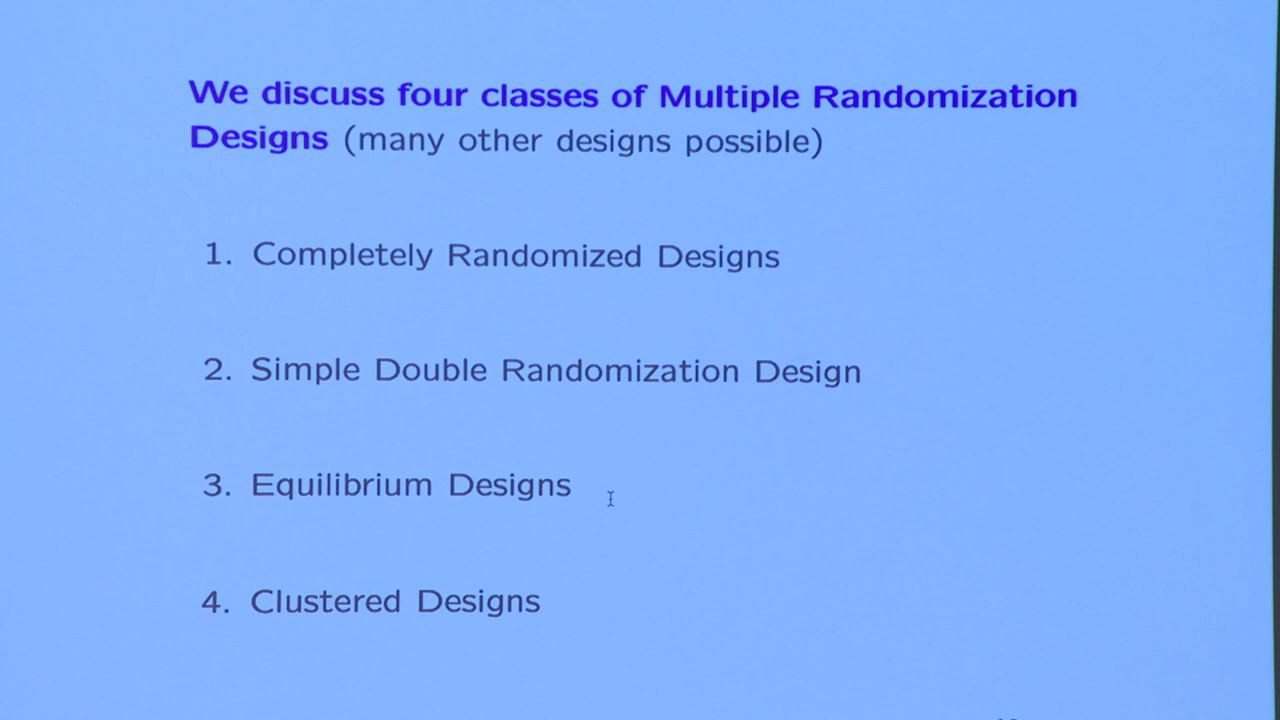 We discuss four classes of Multiple Randomization
Designs (many other designs possible)
1. Completely Randomized Designs
2. Simple Double Randomization Design
3. Equilibrium Designs
4. Clustered Designs